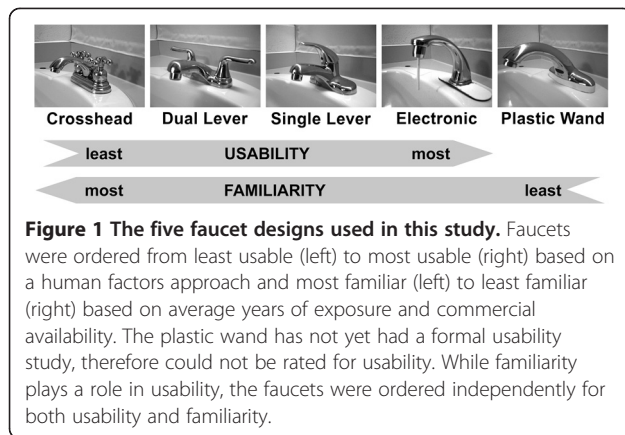 Crosshead Dual Lever Single Lever Electronic Plastic Wand
least USABILITY most
most FAMILIARITY least
Figure 1 The five faucet designs used in this study. Faucets
were ordered from least usable (left) to most usable (right) based on
a human factors approach and most familiar (left) to least familiar
(right) based on average years of exposure and commercial
availability. The plastic wand has not yet had a formal usability
study, therefore could not be rated for usability. While familiarity
plays a role in usability, the faucets were ordered independently for
both usability and familiarity.